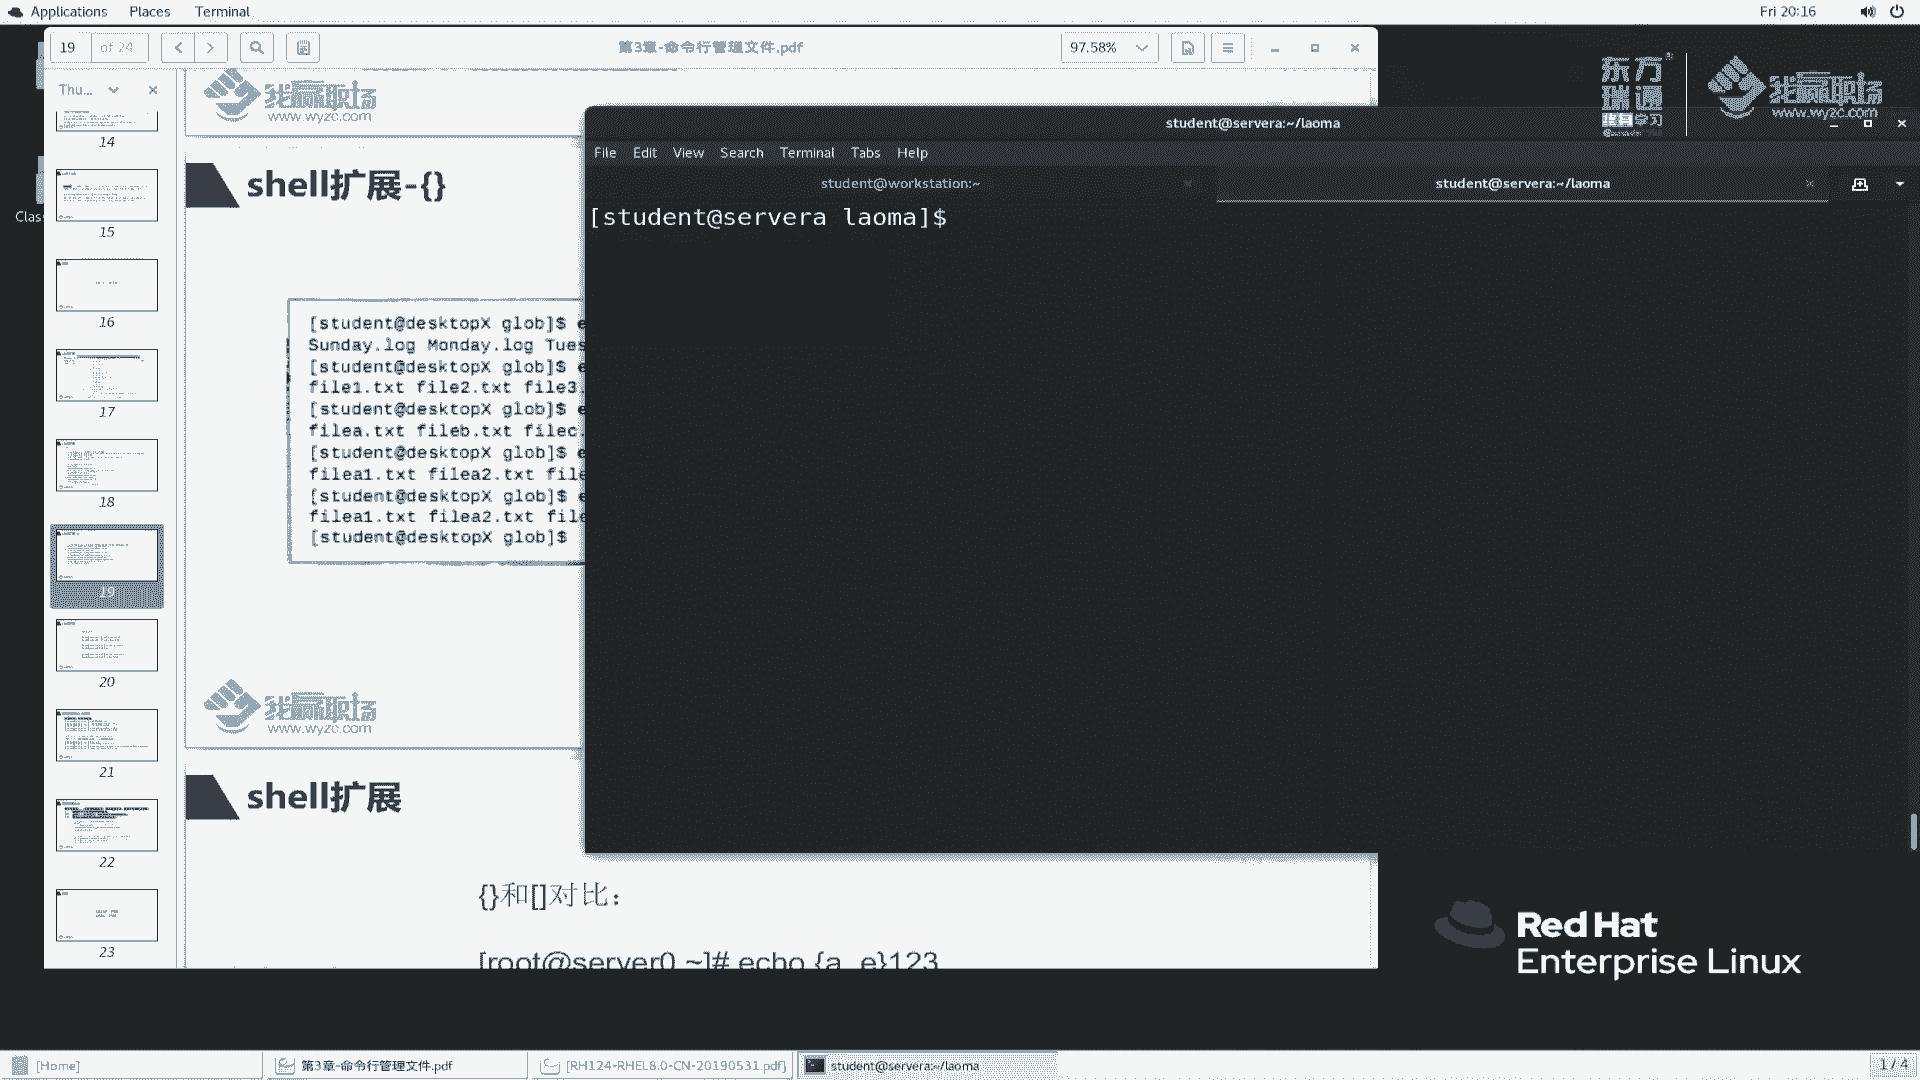 Applications Places Terminal
Fri 20:16
19 of 24
第3章-命令行管理文件.pdf
97.58%
Thu...
14
15
16
17
18
19
20
21
22
23
我赢职场
www.wyzc.com
shell扩展-{}
[student@desktopX glob]$ e
Sunday.log Monday.log Tues
[student@desktopX glob]$ e
file1.txt file2.txt file3.
[student@desktopX glob]$ e
filea.txt fileb.txt filec.
[student@desktopX glob]$ e
filea1.txt filea2.txt file
[student@desktopX glob]$ e
filea1.txt filea2.txt file
[student@desktopX glob]$
我赢职场
www.wyzc.com
shell扩展
{}和[]对比：
[root@server0 ~]# echo {a..e}123
Clas
student@servera:~/laoma
File Edit View Search Terminal Tabs Help
student@workstation:~
student@servera:~/laoma
[student@servera laoma]$
东方瑞通
终身学习
我赢职场
www.wyzc.com
Red Hat
Enterprise Linux
[Home]
第3章-命令行管理文件.pdf
[RH124-RHEL8.0-CN-20190531.pdf]
student@servera:~/laoma
1 / 4